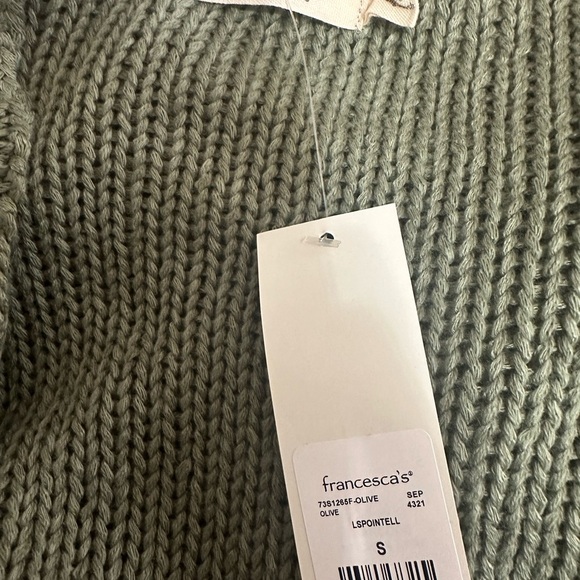 francesca's®
73S1265F-OLIVE SEP
OLIVE 4321
LSPOINTELL
S